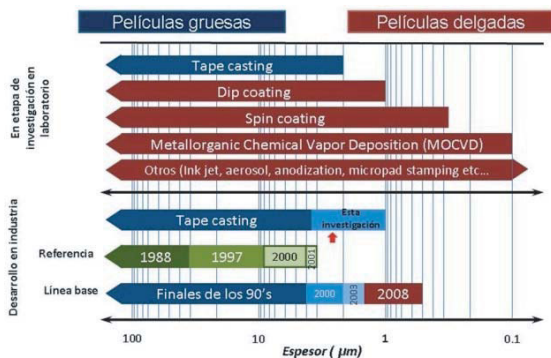 Películas gruesas
Películas delgadas
En etapa de
investigación en
laboratorio
Tape casting
Dip coating
Spin coating
Metallorganic Chemical Vapor Deposition (MOCVD)
Otros (Ink jet, aerosol, anodization, micropad stamping etc...
Desarrollo en industria
Tape casting
Esta
investigación
Referencia
1988
1997
2000
2001
Línea base
Finales de los 90's
2000
2003
2008
100
10
1
0.1
Espesor ( µm)